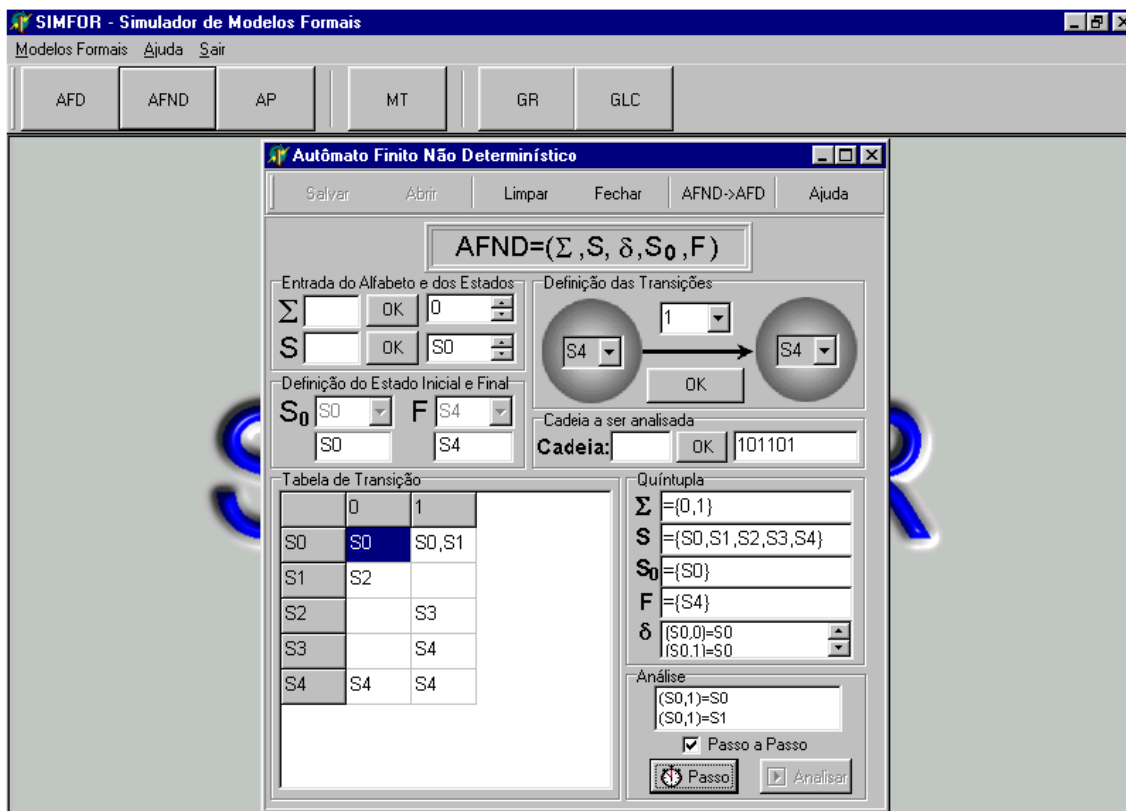 SIMFOR - Simulador de Modelos Formais
Modelos Formais Ajuda Sair
AFD AFND AP MT GR GLC
Autômato Finito Não Determinístico
Salvar Abrir Limpar Fechar AFND->AFD Ajuda
AFND=(Σ ,S, δ,S₀ ,F)
Entrada do Alfabeto e dos Estados
Σ OK 0
S OK S0
Definição das Transições
1
S4 S4
OK
Definição do Estado Inicial e Final
S₀ S0 F S4
S0 S4
Cadeia a ser analisada
Cadeia: OK 101101
Tabela de Transição
0 1
S0 S0 S0,S1
S1 S2
S2 S3
S3 S4
S4 S4 S4
Quíntupla
Σ ={0,1}
S ={S0,S1,S2,S3,S4}
S₀ ={S0}
F ={S4}
δ (S0,0)=S0
(S0,1)=S0
Análise
(S0,1)=S0
(S0,1)=S1
Passo a Passo
Passo Analisar
S R